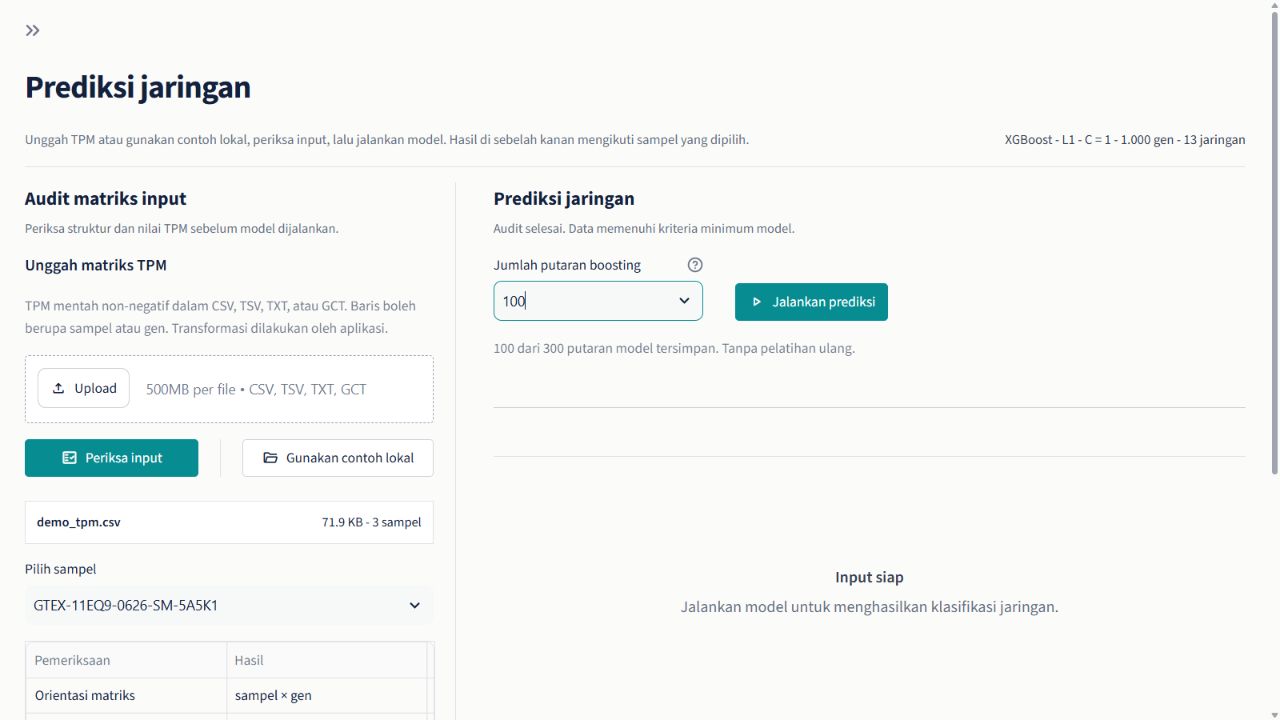 Prediksi jaringan
Unggah TPM atau gunakan contoh lokal, periksa input, lalu jalankan model. Hasil di sebelah kanan mengikuti sampel yang dipilih.
XGBoost - L1 - C = 1 - 1.000 gen - 13 jaringan
Audit matriks input
Periksa struktur dan nilai TPM sebelum model dijalankan.
Unggah matriks TPM
TPM mentah non-negatif dalam CSV, TSV, TXT, atau GCT. Baris boleh
berupa sampel atau gen. Transformasi dilakukan oleh aplikasi.
Upload
500MB per file • CSV, TSV, TXT, GCT
Periksa input
Gunakan contoh lokal
demo_tpm.csv
71.9 KB - 3 sampel
Pilih sampel
GTEX-11EQ9-0626-SM-5A5K1
Pemeriksaan
Hasil
Orientasi matriks
sampel × gen
Prediksi jaringan
Audit selesai. Data memenuhi kriteria minimum model.
Jumlah putaran boosting
100
Jalankan prediksi
100 dari 300 putaran model tersimpan. Tanpa pelatihan ulang.
Input siap
Jalankan model untuk menghasilkan klasifikasi jaringan.